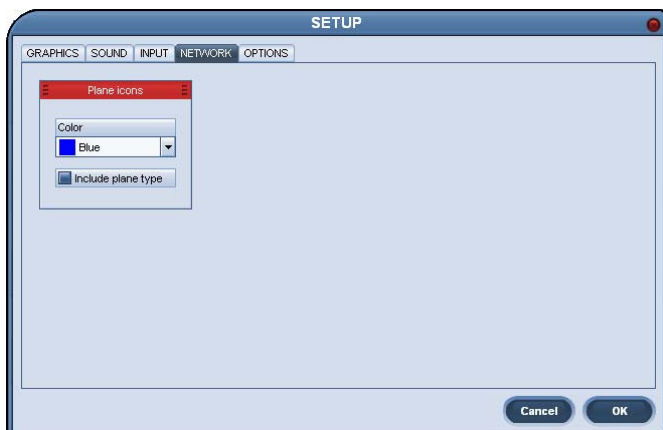 SETUP
GRAPHICS SOUND INPUT NETWORK OPTIONS
Plane icons
Color
Blue
Include plane type
Cancel OK